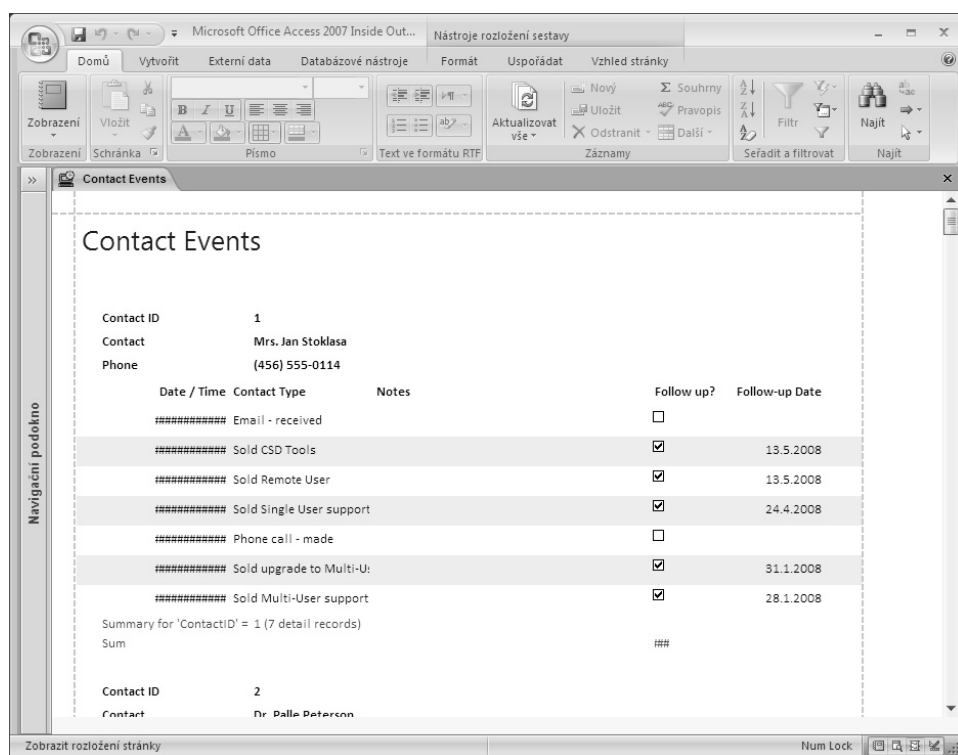 Microsoft Office Access 2007 Inside Out...
Nástroje rozložení sestavy
Domů Vytvořit Externí data Databázové nástroje Formát Uspořádat Vzhled stránky
Zobrazení
Vložit
B I U
A
ab
Aktualizovat vše
Nový
Uložit
Odstranit
Σ Souhrny
Pravopis
Další
Filtr
Najít
Zobrazení Schránka Písmo Text ve formátu RTF Záznamy Seřadit a filtrovat Najít
» Contact Events
Navigační podokno
Contact Events
Contact ID 1
Contact Mrs. Jan Stoklasa
Phone (456) 555-0114
Date / Time Contact Type Notes Follow up? Follow-up Date
############ Email - received
############ Sold CSD Tools 13.5.2008
############ Sold Remote User 13.5.2008
############ Sold Single User support 24.4.2008
############ Phone call - made
############ Sold upgrade to Multi-U: 31.1.2008
############ Sold Multi-User support 28.1.2008
Summary for 'ContactID' = 1 (7 detail records)
Sum ###
Contact ID 2
Contact Dr. Palle Peterson
Zobrazit rozložení stránky Num Lock